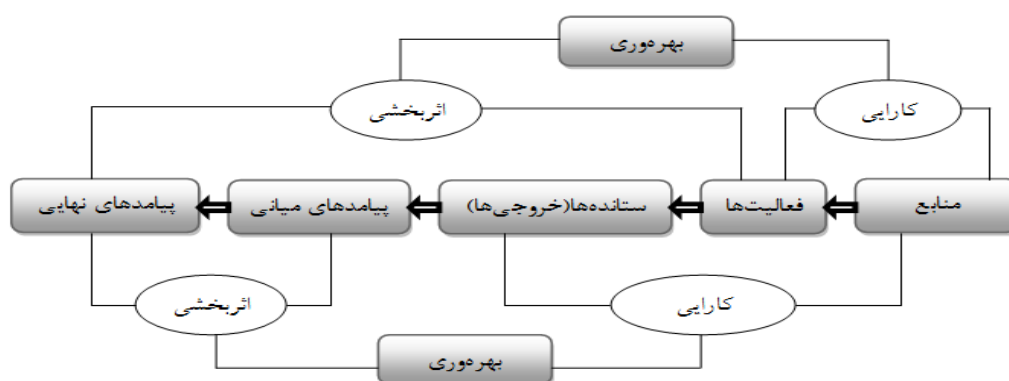 بهره‌وری
کارایی
اثربخشی
منابع
فعالیت‌ها
ستانده‌ها(خروجی‌ها)
پیامدهای میانی
پیامدهای نهایی
کارایی
اثربخشی
بهره‌وری